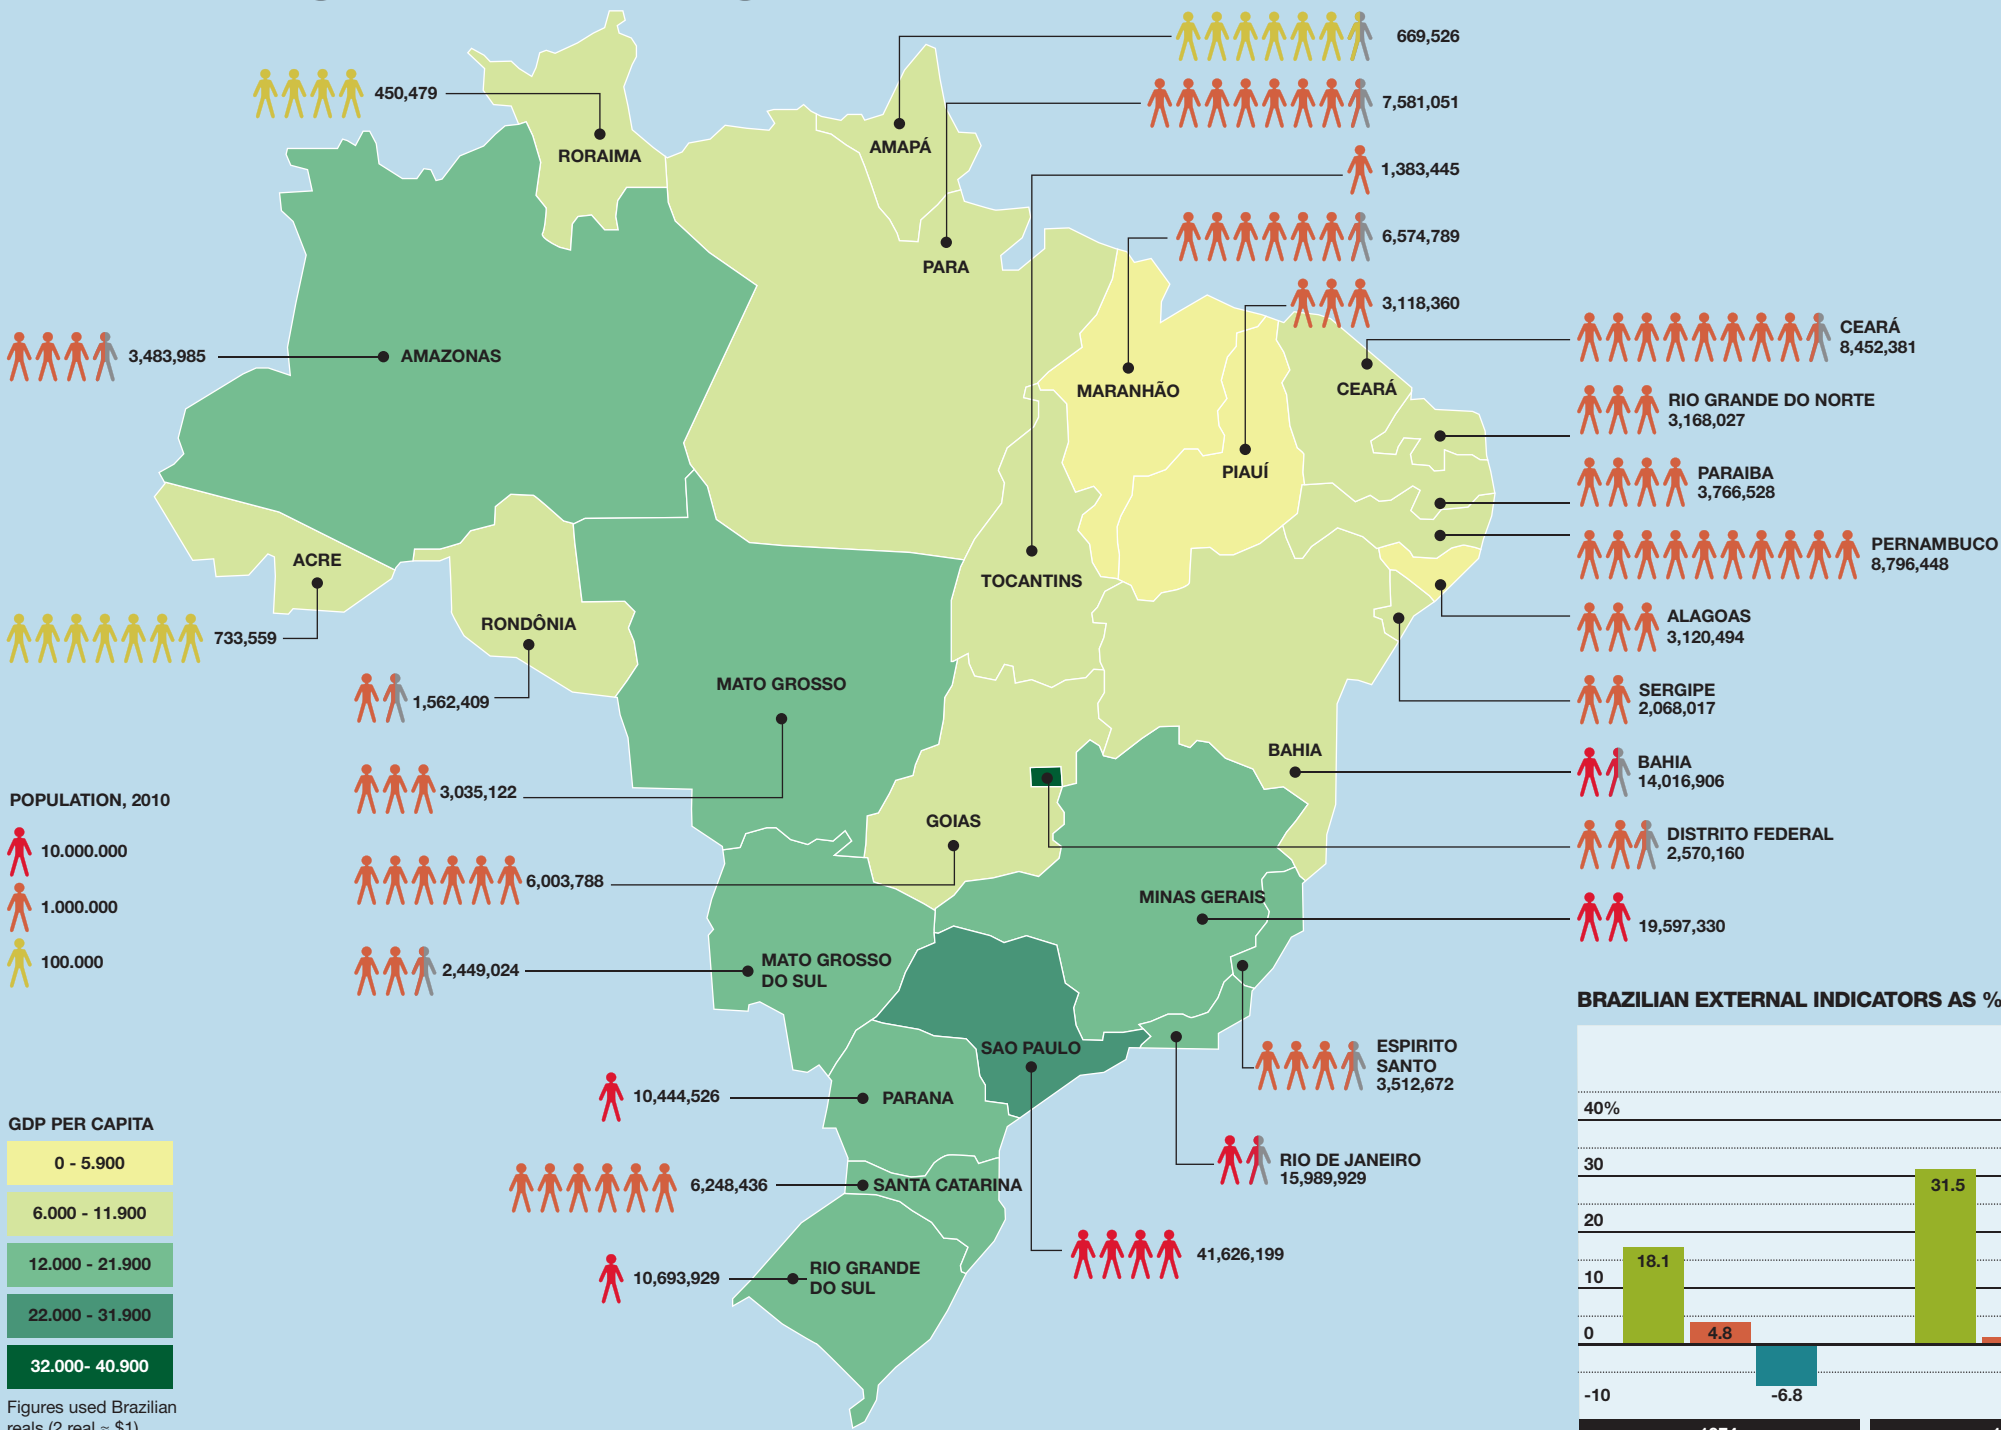 669,526
450,479
7,581,051
RORAIMA
AMAPÁ
1,383,445
6,574,789
PARA
3,118,360
CEARÁ
8,452,381
3,483,985
AMAZONAS
MARANHÃO
CEARÁ
RIO GRANDE DO NORTE
3,168,027
PIAUÍ
PARAIBA
3,766,528
PERNAMBUCO
8,796,448
ACRE
TOCANTINS
ALAGOAS
3,120,494
RONDÔNIA
733,559
SERGIPE
2,068,017
1,562,409
MATO GROSSO
BAHIA
BAHIA
14,016,906
3,035,122
GOIAS
DISTRITO FEDERAL
2,570,160
6,003,788
MINAS GERAIS
19,597,330
2,449,024
MATO GROSSO
DO SUL
POPULATION, 2010
10.000.000
1.000.000
100.000
SAO PAULO
ESPIRITO
SANTO
3,512,672
10,444,526
PARANA
RIO DE JANEIRO
15,989,929
6,248,436
SANTA CATARINA
41,626,199
10,693,929
RIO GRANDE
DO SUL
GDP PER CAPITA
0 - 5.900
6.000 - 11.900
12.000 - 21.900
22.000 - 31.900
32.000- 40.900
Figures used Brazilian
reals (2 real ~ $1)
BRAZILIAN EXTERNAL INDICATORS AS %
40%
30
20
10
0
-10
18.1
4.8
-6.8
31.5